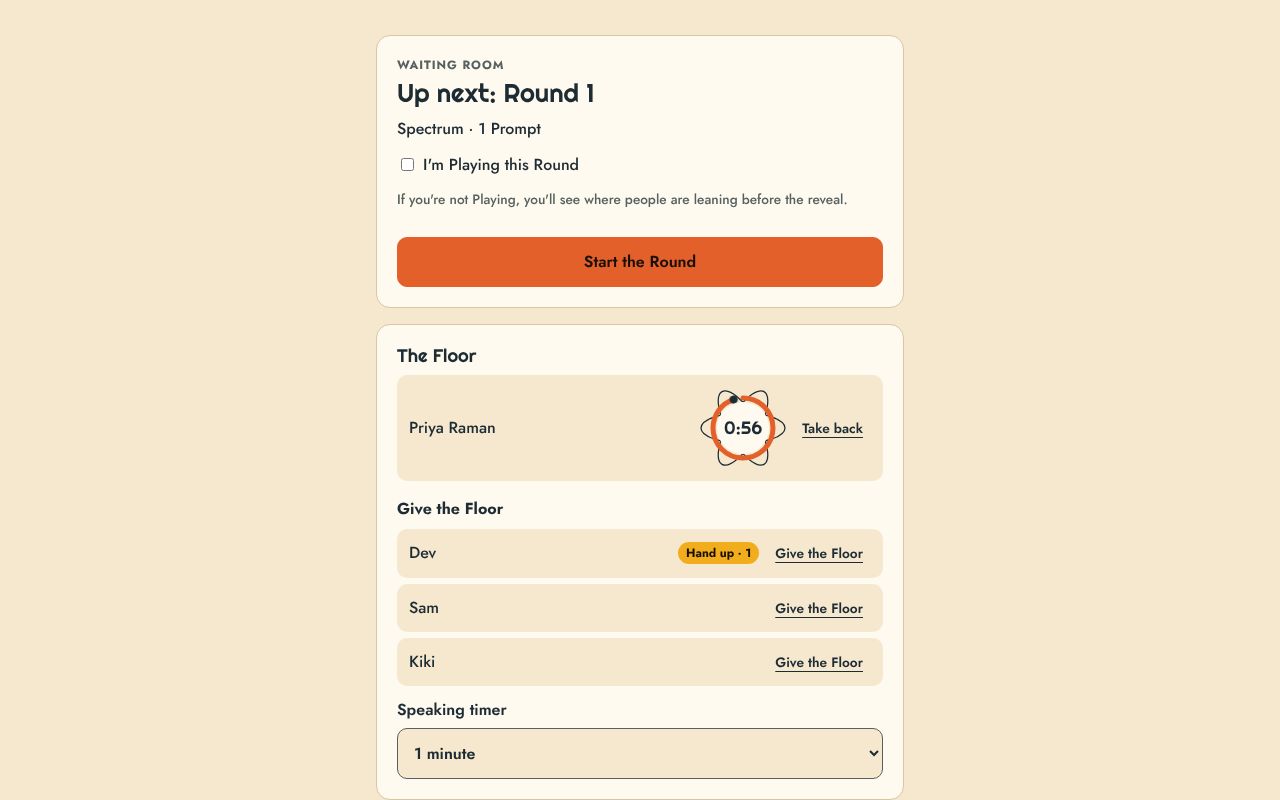 WAITING ROOM
Up next: Round 1
Spectrum · 1 Prompt
I'm Playing this Round
If you're not Playing, you'll see where people are leaning before the reveal.
Start the Round
The Floor
Priya Raman
0:56
Take back
Give the Floor
Dev
Hand up · 1
Give the Floor
Sam
Give the Floor
Kiki
Give the Floor
Speaking timer
1 minute